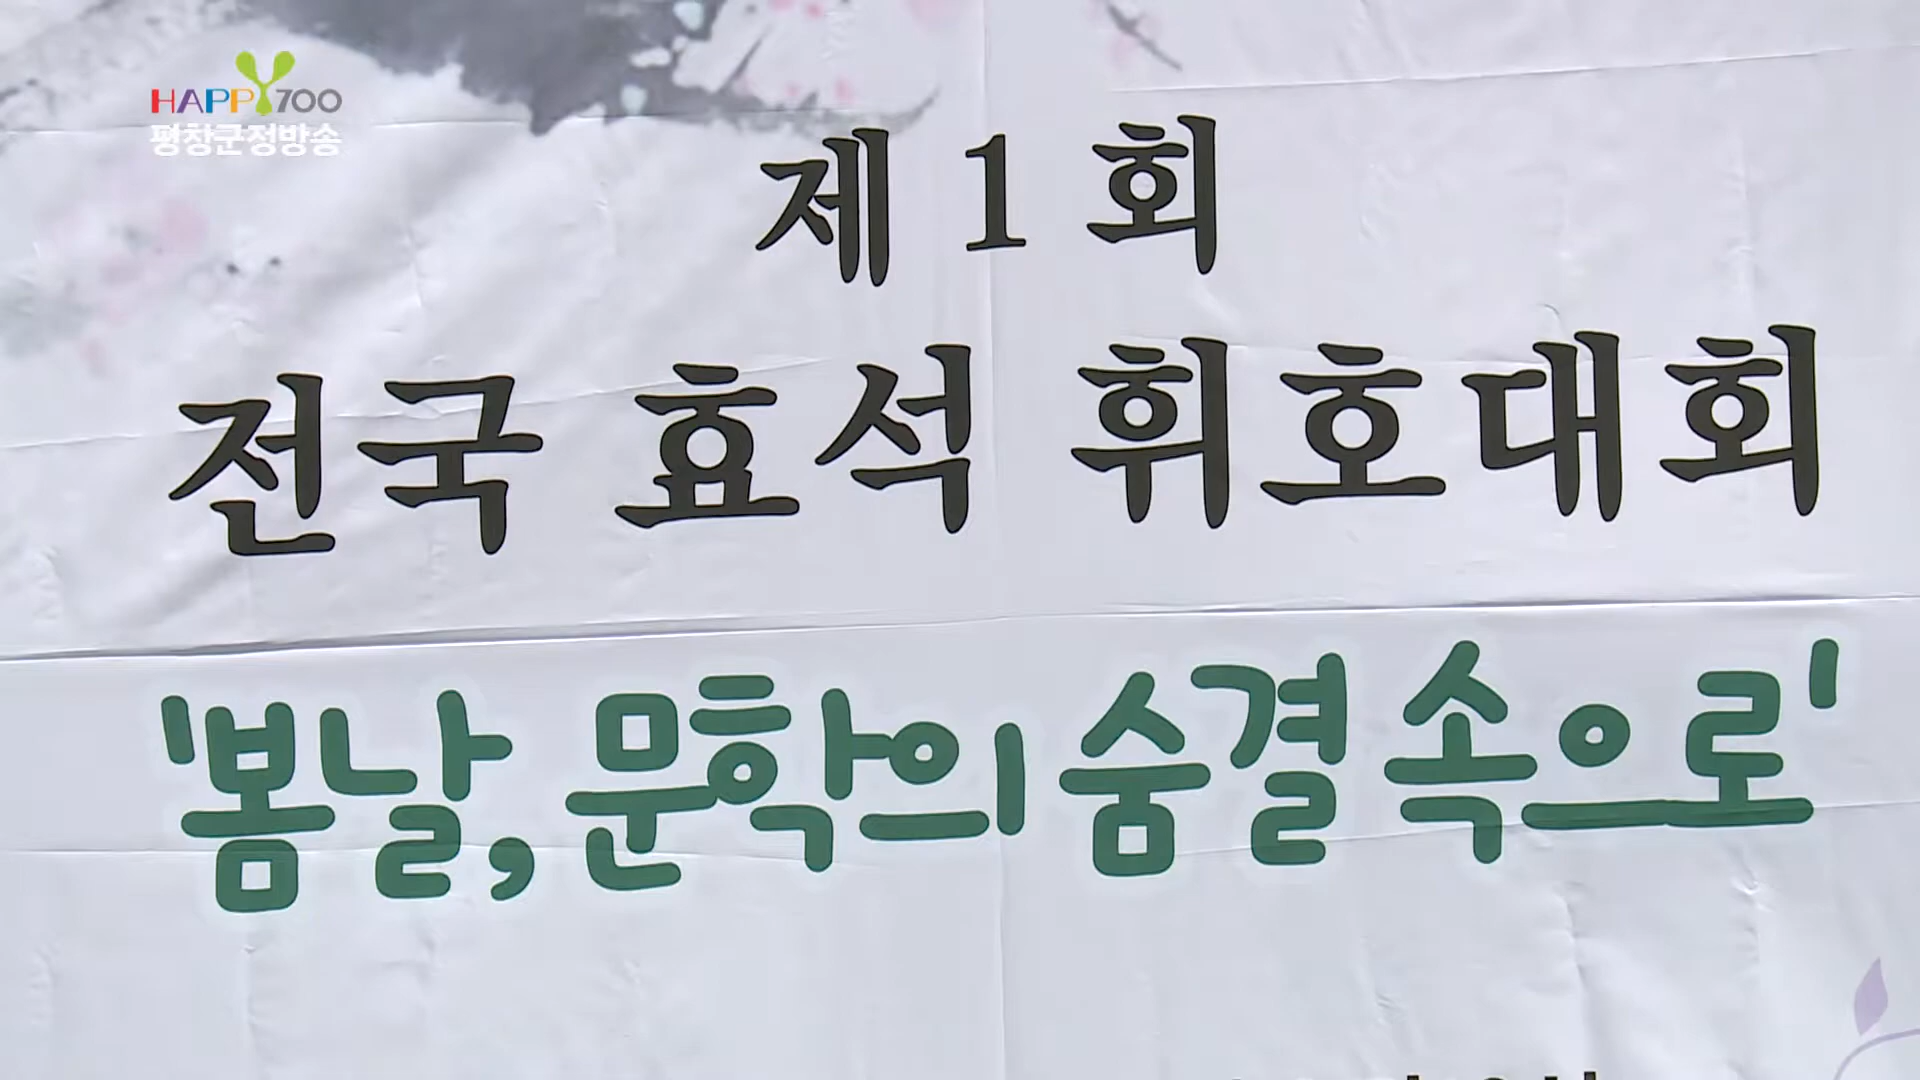 HAPPY700
평창군정방송
제1회
전국 효석 휘호대회
'봄날, 문학의 숨결 속으로'